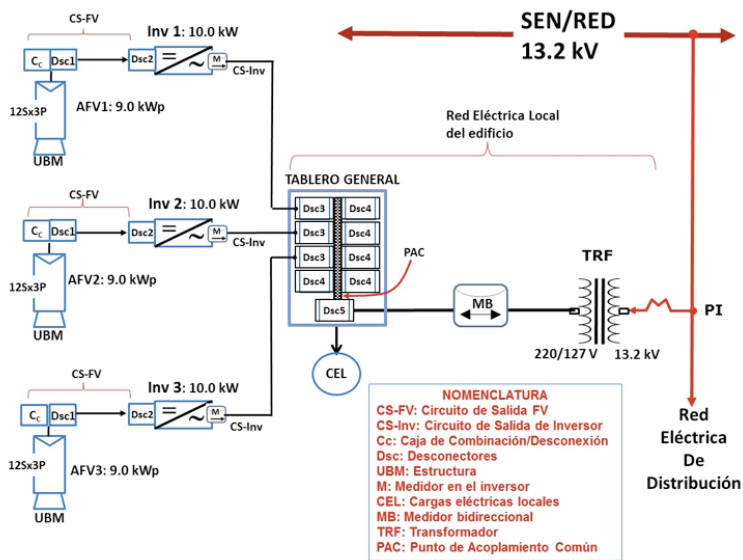 CS-FV
Inv 1: 10.0 kW
Cc Dsc1
Dsc2
M
CS-Inv
12Sx3P
AFV1: 9.0 kWp
UBM
SEN/RED
13.2 kV
Red Eléctrica Local
del edificio
TABLERO GENERAL
Dsc3 Dsc4
Dsc3 Dsc4
Dsc3 Dsc4
Dsc4 Dsc4
Dsc5
PAC
CEL
MB
TRF
220/127 V
13.2 kV
PI
CS-FV
Inv 2: 10.0 kW
Cc Dsc1
Dsc2
M
CS-Inv
12Sx3P
AFV2: 9.0 kWp
UBM
CS-FV
Inv 3: 10.0 kW
Cc Dsc1
Dsc2
M
CS-Inv
12Sx3P
AFV3: 9.0 kWp
UBM
NOMENCLATURA
CS-FV: Circuito de Salida FV
CS-Inv: Circuito de Salida de Inversor
Cc: Caja de Combinación/Desconexión
Dsc: Desconectores
UBM: Estructura
M: Medidor en el inversor
CEL: Cargas eléctricas locales
MB: Medidor bidireccional
TRF: Transformador
PAC: Punto de Acoplamiento Común
Red
Eléctrica
De
Distribución